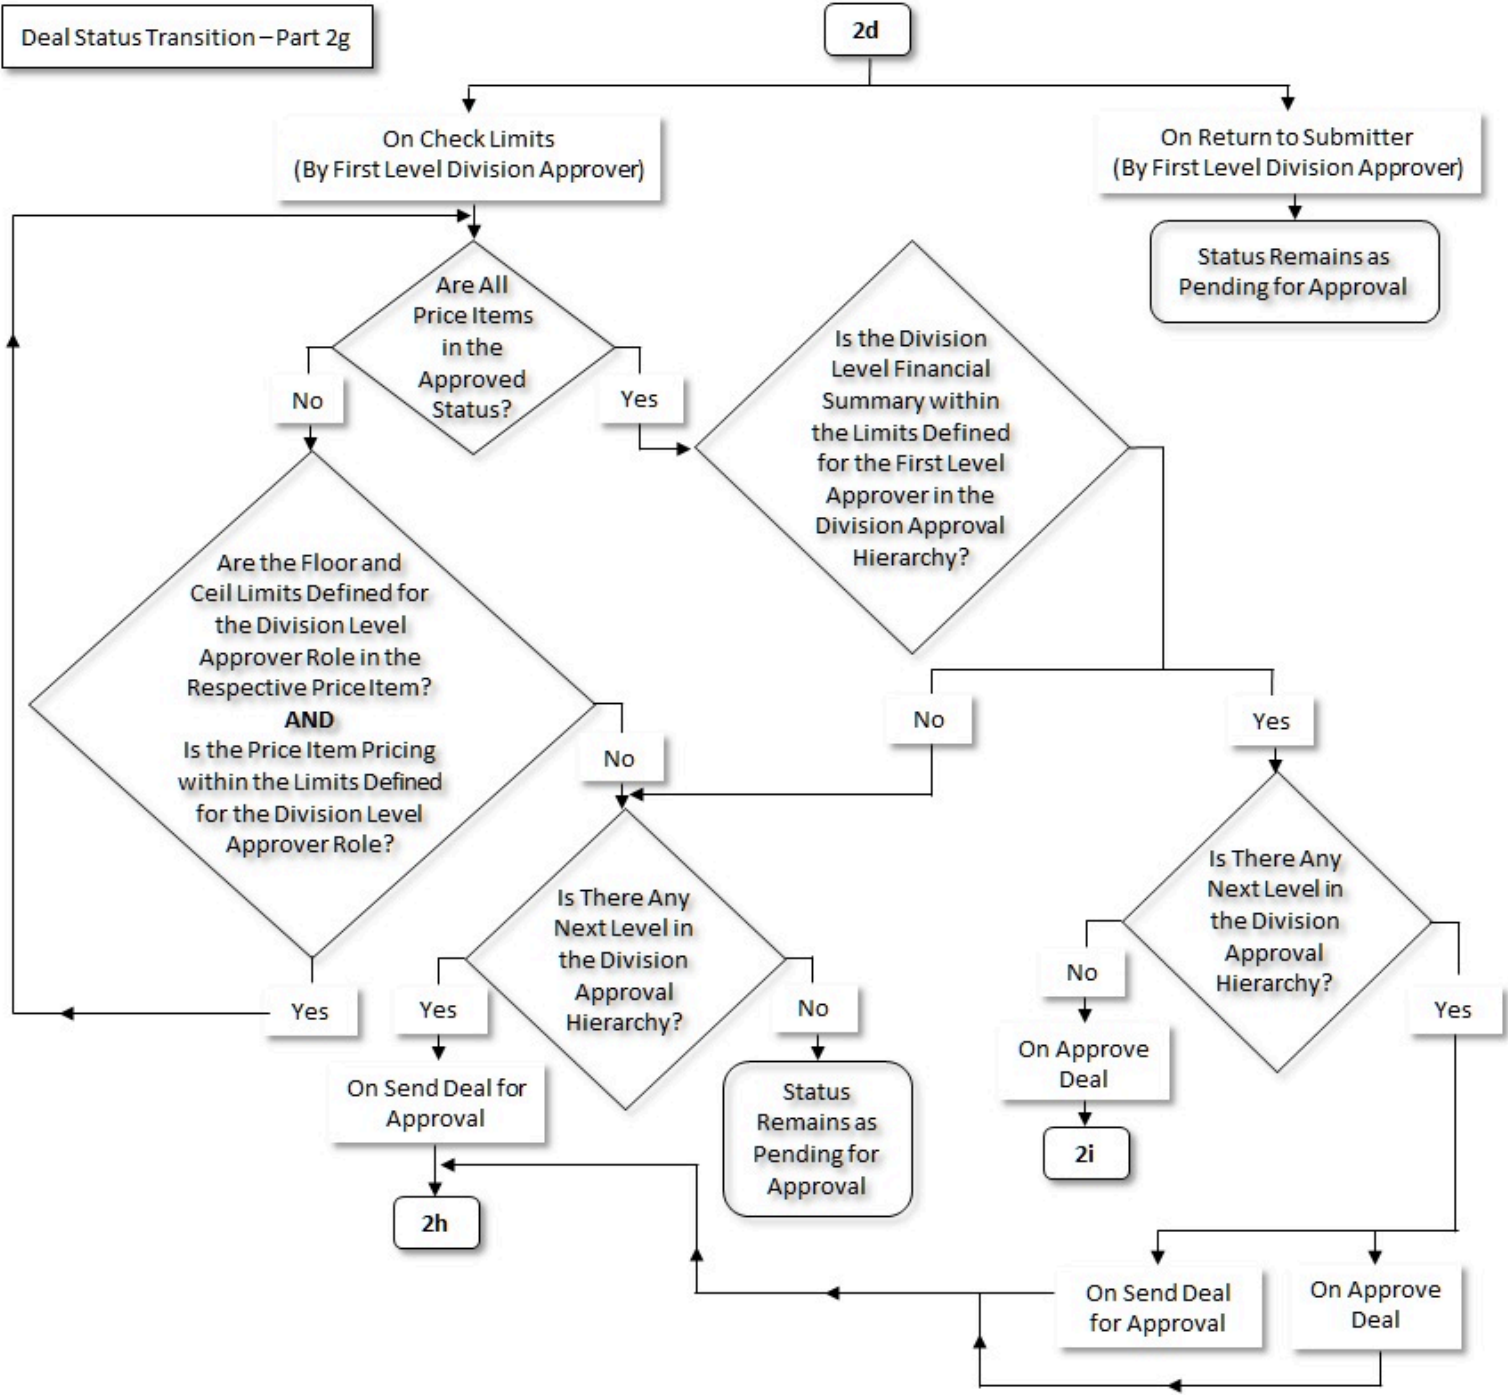 Deal Status Transition – Part 2g
2d
On Check Limits
(By First Level Division Approver)
On Return to Submitter
(By First Level Division Approver)
Status Remains as
Pending for Approval
Are All
Price Items
in the
Approved
Status?
No
Yes
Is the Division
Level Financial
Summary within
the Limits Defined
for the First Level
Approver in the
Division Approval
Hierarchy?
Are the Floor and
Ceil Limits Defined for
the Division Level
Approver Role in the
Respective Price Item?
AND
Is the Price Item Pricing
within the Limits Defined
for the Division Level
Approver Role?
No
No
Yes
Is There Any
Next Level in
the Division
Approval
Hierarchy?
Is There Any
Next Level in
the Division
Approval
Hierarchy?
Yes
Yes
No
No
Yes
On Send Deal for
Approval
Status
Remains as
Pending for
Approval
On Approve
Deal
2h
2i
On Send Deal
for Approval
On Approve
Deal